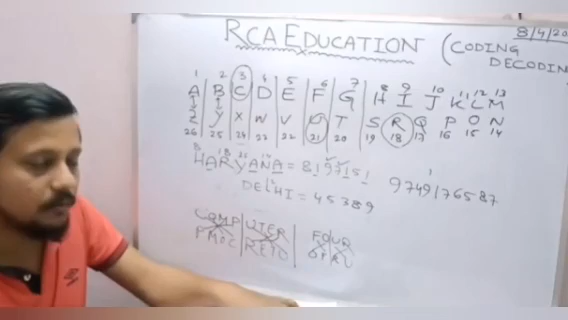 RCA EDUCATION (CODING DECODING
8/4/20
1 2 3 4 5 6 7 8 9 10 11 12 13
A B C D E F G H I J K L M
Z Y X W V U T S R Q P O N
26 25 24 23 22 21 20 19 18 17 16 15 14
HARYANA = 8197151
DELHI = 45389
9749176587
COMP UTER FOUR
PMOC RETU